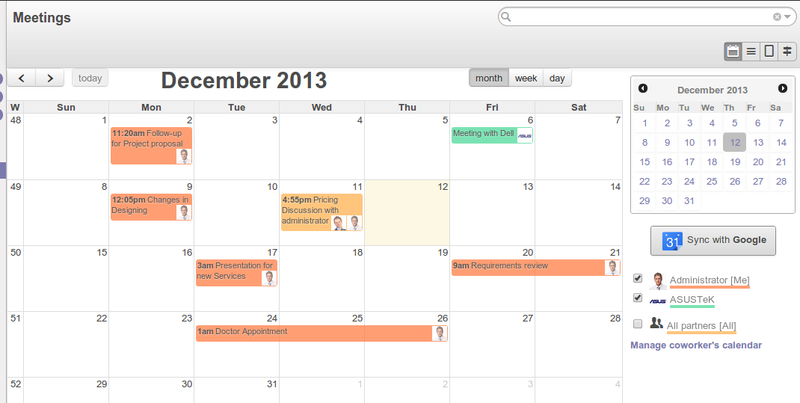 Meetings
today
December 2013
month week day
W Sun Mon Tue Wed Thu Fri Sat
48 1 2 3 4 5 6 7
11:20am Follow-up
for Project proposal
Meeting with Dell
ASUS
49 8 9 10 11 12 13 14
12:05pm Changes in
Designing
4:55pm Pricing
Discussion with
administrator
50 15 16 17 18 19 20 21
3am Presentation for
new Services
9am Requirements review
51 22 23 24 25 26 27 28
1am Doctor Appointment
52 29 30 31 1 2 3 4
December 2013
Su Mo Tu We Th Fr Sa
1 2 3 4 5 6 7
8 9 10 11 12 13 14
15 16 17 18 19 20 21
22 23 24 25 26 27 28
29 30 31
31 Sync with Google
Administrator [Me]
ASUS ASUSTeK
All partners [All]
Manage coworker's calendar